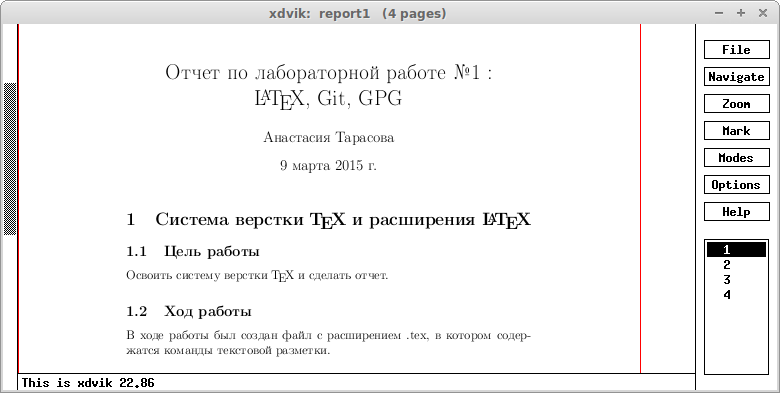 xdvik: report1 (4 pages)
Отчет по лабораторной работе №1 :
LATEX, Git, GPG
Анастасия Тарасова
9 марта 2015 г.
1 Система верстки TEX и расширения LATEX
1.1 Цель работы
Освоить систему верстки TEX и сделать отчет.
1.2 Ход работы
В ходе работы был создан файл с расширением .tex, в котором содер-
жатся команды текстовой разметки.
File
Navigate
Zoom
Mark
Modes
Options
Help
1
2
3
4
This is xdvik 22.86